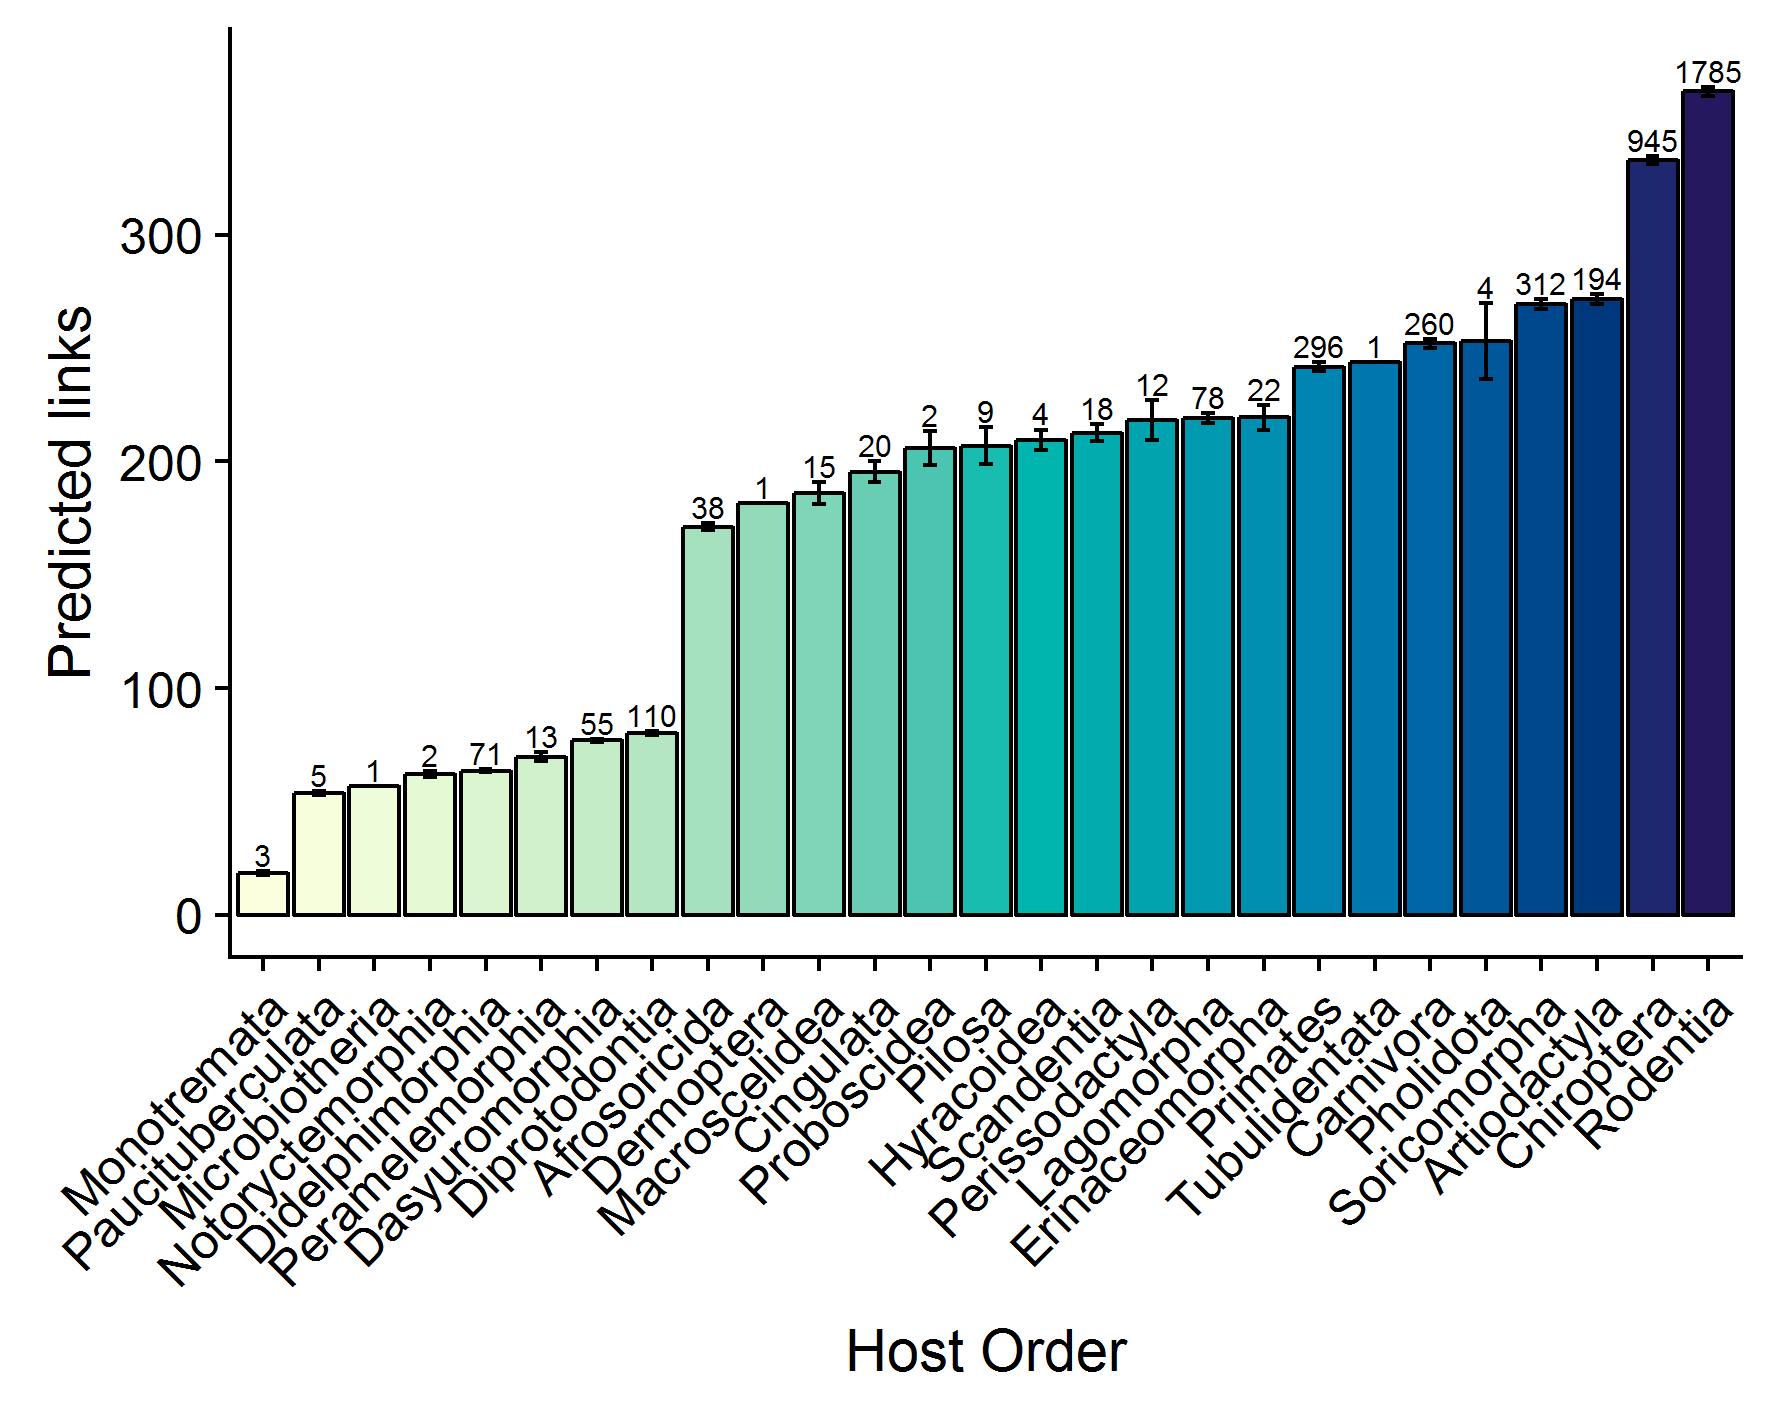 Predicted links
300
200
100
0
3
5
1
2
71
13
55
110
38
1
15
20
2
9
4
18
12
78
22
296
1
260
4
312
194
945
1785
Monotremata
Paucituberculata
Microbiotheria
Notoryctemorphia
Didelphimorphia
Peramelemorphia
Dasyuromorphia
Diprotodontia
Afrosoricida
Dermoptera
Macroscelidea
Cingulata
Proboscidea
Pilosa
Hyracoidea
Scandentia
Perissodactyla
Lagomorpha
Erinaceomorpha
Primates
Tubulidentata
Carnivora
Pholidota
Soricomorpha
Artiodactyla
Chiroptera
Rodentia
Host Order